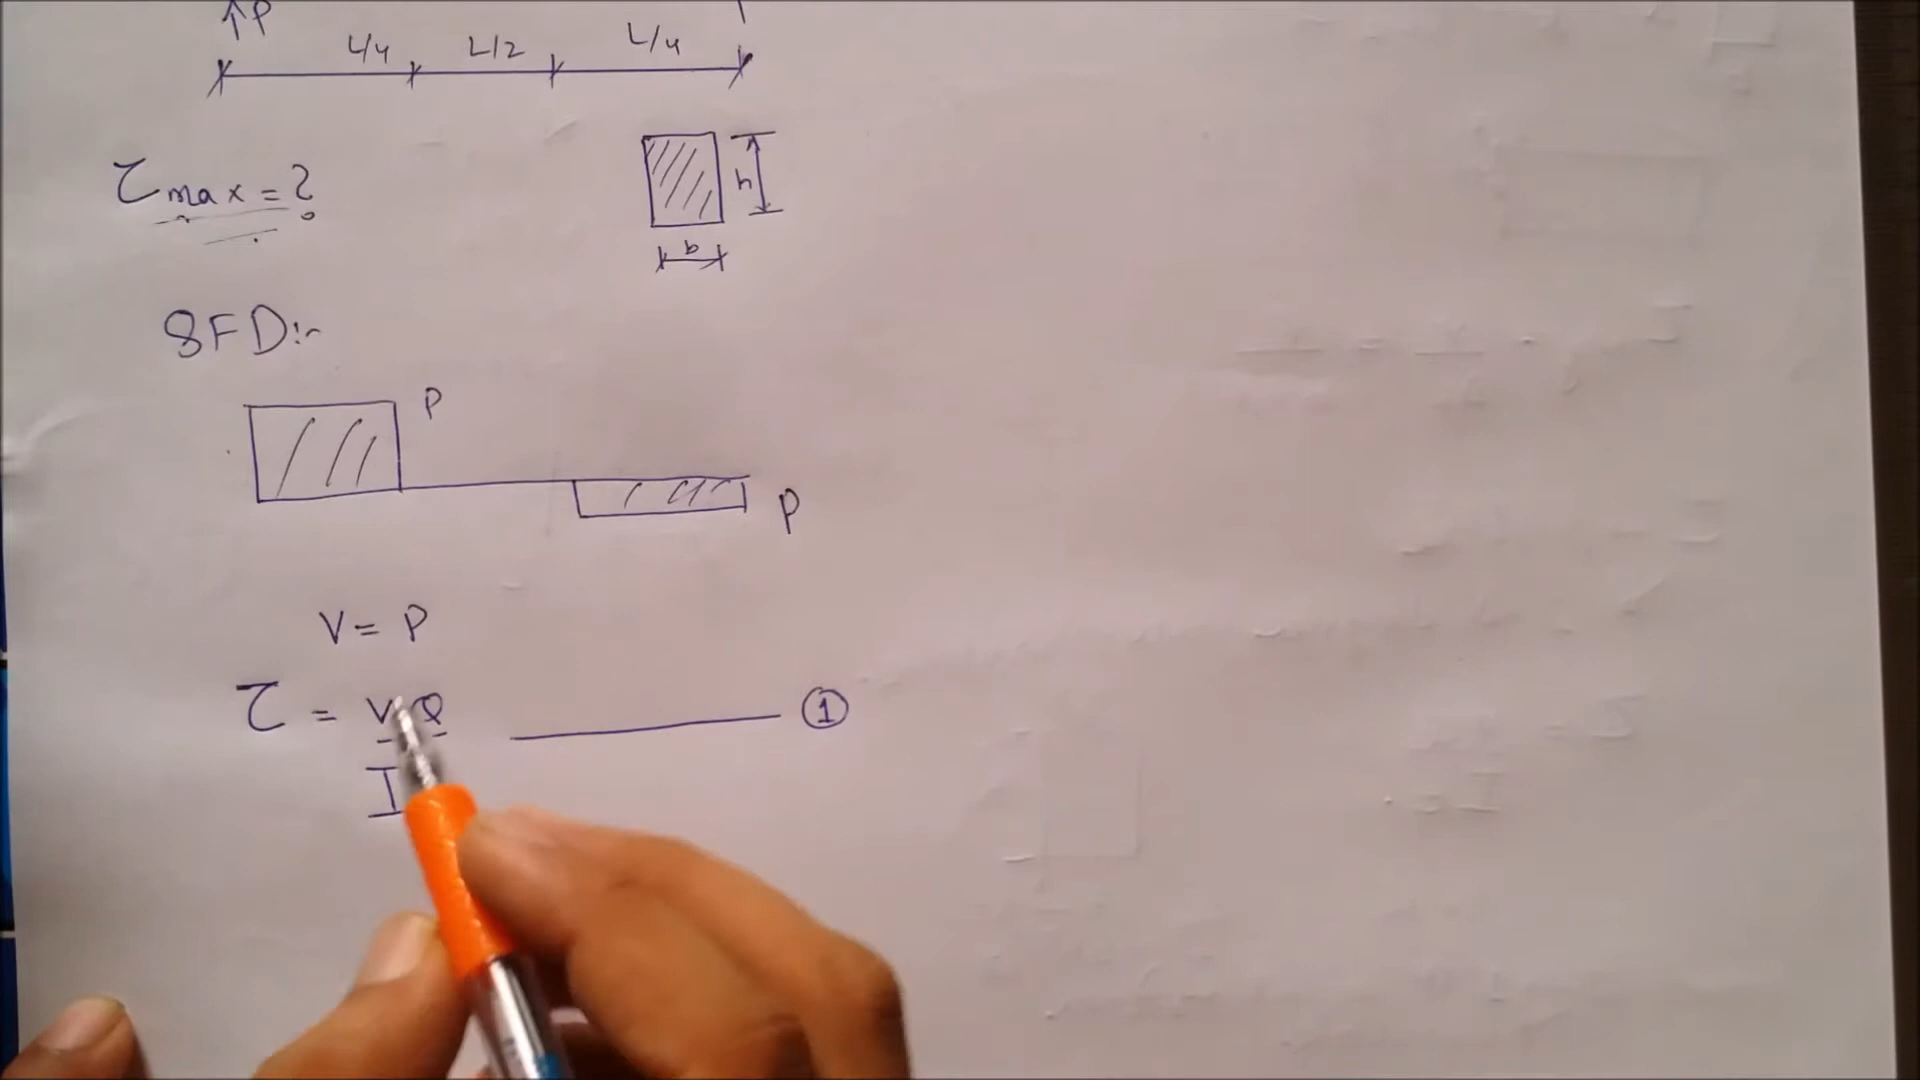 P
L/4 L/2 L/4
τmax = ?
h
b
SFD:-
P
P
V = P
τ = VQ ①
I